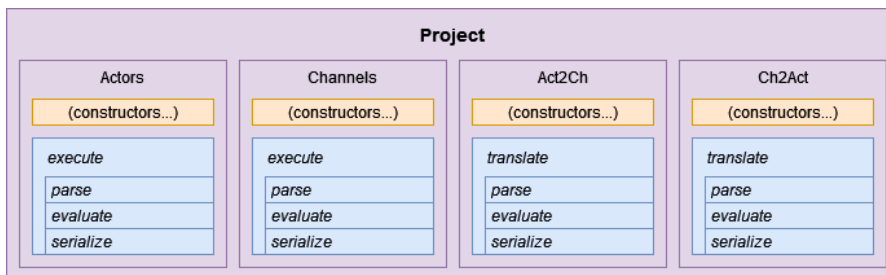 Project
Actors
(constructors...)
execute
parse
evaluate
serialize
Channels
(constructors...)
execute
parse
evaluate
serialize
Act2Ch
(constructors...)
translate
parse
evaluate
serialize
Ch2Act
(constructors...)
translate
parse
evaluate
serialize